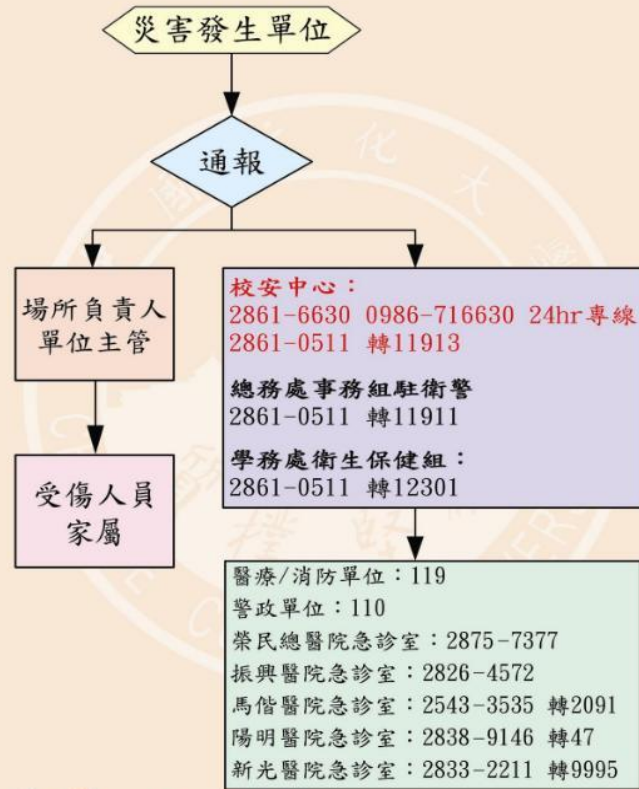 災害發生單位
通報
場所負責人
單位主管
受傷人員
家屬
校安中心：
2861-6630 0986-716630 24hr專線
2861-0511 轉11913
總務處事務組駐衛警
2861-0511 轉11911
學務處衛生保健組：
2861-0511 轉12301
醫療/消防單位：119
警政單位：110
榮民總醫院急診室：2875-7377
振興醫院急診室：2826-4572
馬偕醫院急診室：2543-3535 轉2091
陽明醫院急診室：2838-9146 轉47
新光醫院急診室：2833-2211 轉9995